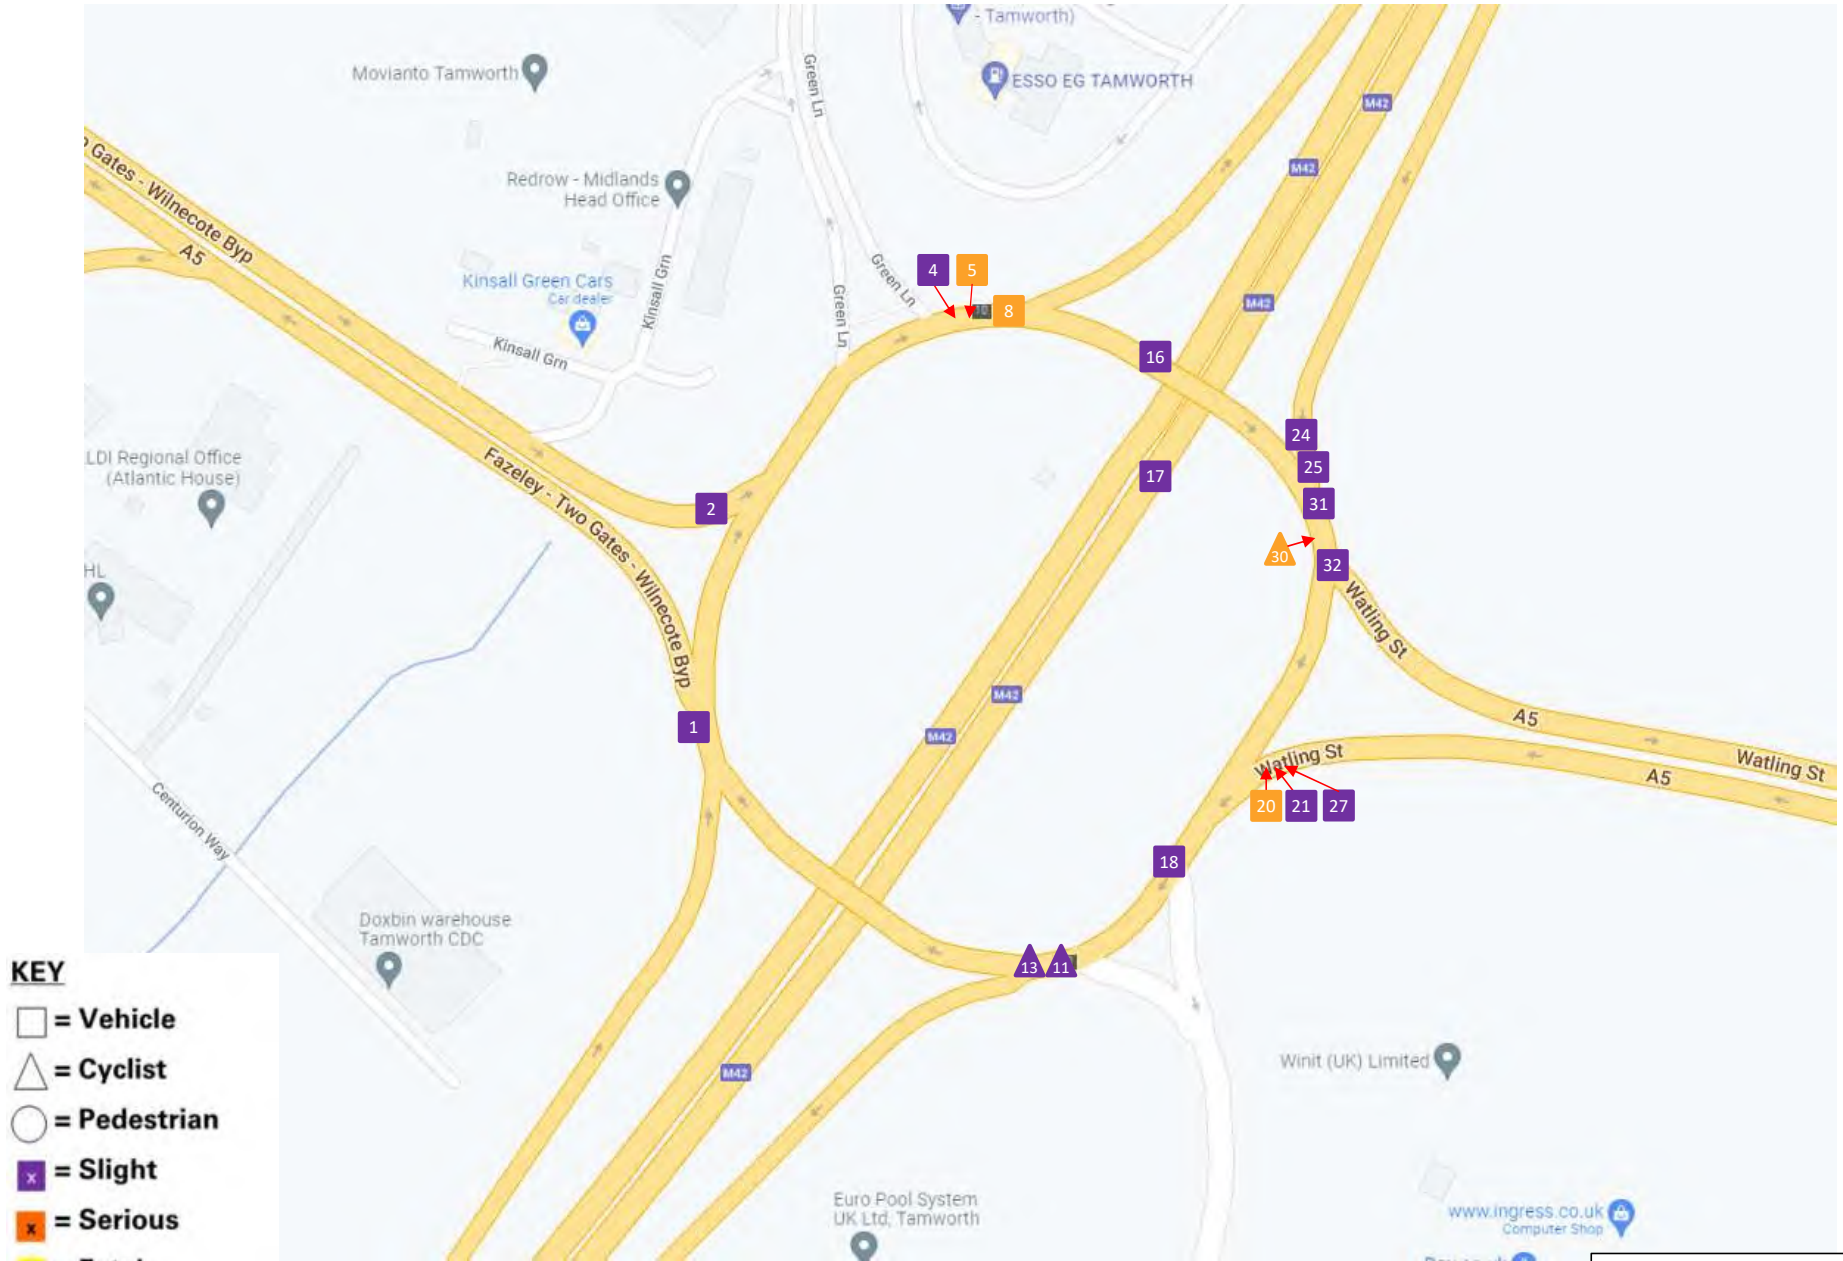 - Tamworth)
Movianto Tamworth
ESSO EG TAMWORTH
Green Ln
M42
Gates - Wilnecote Byp
A5
Redrow - Midlands
Head Office
M42
Kinsall Green Cars
Car dealer
Kinsall Grn
Green Ln
Green Ln
4
5
8
M42
Kinsall Grn
16
24
25
17
31
LDI Regional Office
(Atlantic House)
Fazeley - Two Gates - Wilnecote Byp
2
30
32
HL
Watling St
M42
M42
1
A5
Watling St
Watling St
A5
20
21
27
Centurion Way
18
Doxbin warehouse
Tamworth CDC
13
11
M42
Winit (UK) Limited
Euro Pool System
UK Ltd, Tamworth
www.ingress.co.uk
Computer Shop
KEY
= Vehicle
= Cyclist
= Pedestrian
x = Slight
x = Serious